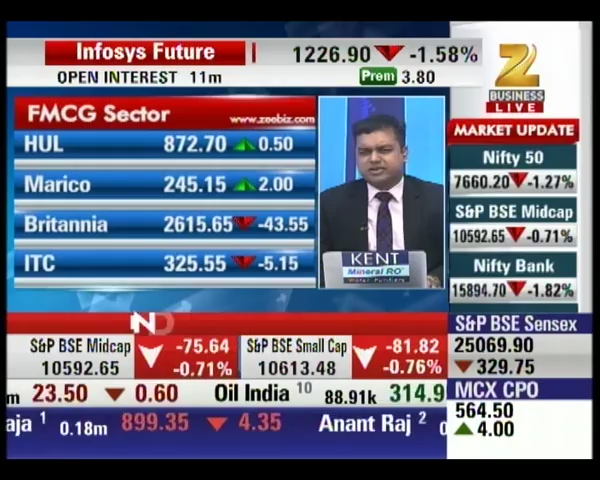 Infosys Future 1226.90 -1.58%
OPEN INTEREST 11m Prem 3.80
Z
BUSINESS
LIVE
FMCG Sector www.zeebiz.com
HUL 872.70 0.50
Marico 245.15 2.00
Britannia 2615.65 -43.55
ITC 325.55 -5.15
KENT
Mineral RO
Water Purifiers
MARKET UPDATE
Nifty 50
7660.20 -1.27%
S&P BSE Midcap
10592.65 -0.71%
Nifty Bank
15894.70 -1.82%
S&P BSE Sensex
25069.90
329.75
MCX CPO
564.50
4.00
S&P BSE Midcap -75.64
10592.65 -0.71%
S&P BSE Small Cap -81.82
10613.48 -0.76%
m 23.50 0.60 Oil India 10 88.91k 314.9
aja 1 0.18m 899.35 4.35 Anant Raj 2